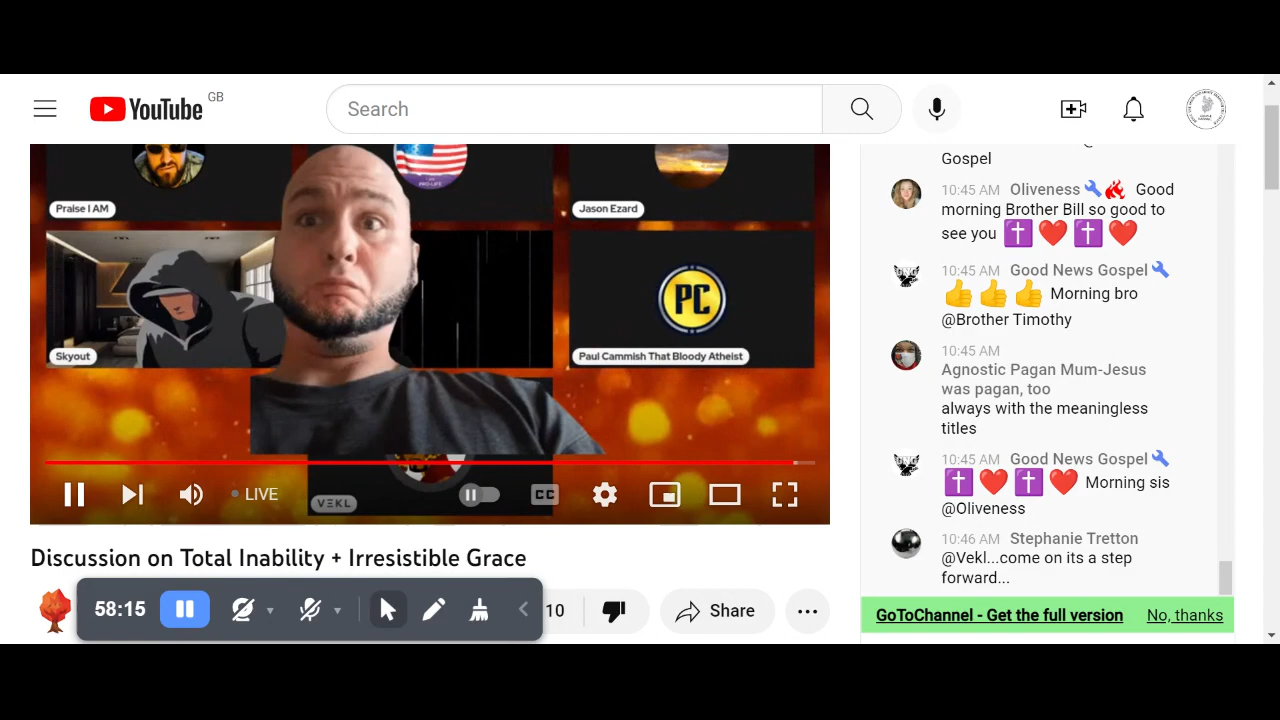 YouTube GB
Search
Praise I AM
Jason Ezard
Skyout
PC
Paul Cammish That Bloody Atheist
VΞKL
LIVE
CC
Discussion on Total Inability + Irresistible Grace
58:15
10
Share
Gospel
10:45 AM Oliveness Good
morning Brother Bill so good to
see you
10:45 AM Good News Gospel
Morning bro
@Brother Timothy
10:45 AM
Agnostic Pagan Mum-Jesus
was pagan, too
always with the meaningless
titles
10:45 AM Good News Gospel
Morning sis
@Oliveness
10:46 AM Stephanie Tretton
@Vekl...come on its a step
forward...
GoToChannel - Get the full version No, thanks